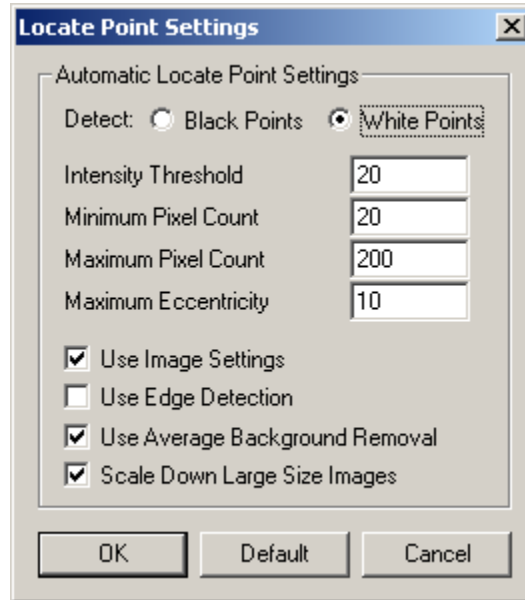 Locate Point Settings
Automatic Locate Point Settings
Detect: Black Points White Points
Intensity Threshold 20
Minimum Pixel Count 20
Maximum Pixel Count 200
Maximum Eccentricity 10
Use Image Settings
Use Edge Detection
Use Average Background Removal
Scale Down Large Size Images
OK Default Cancel